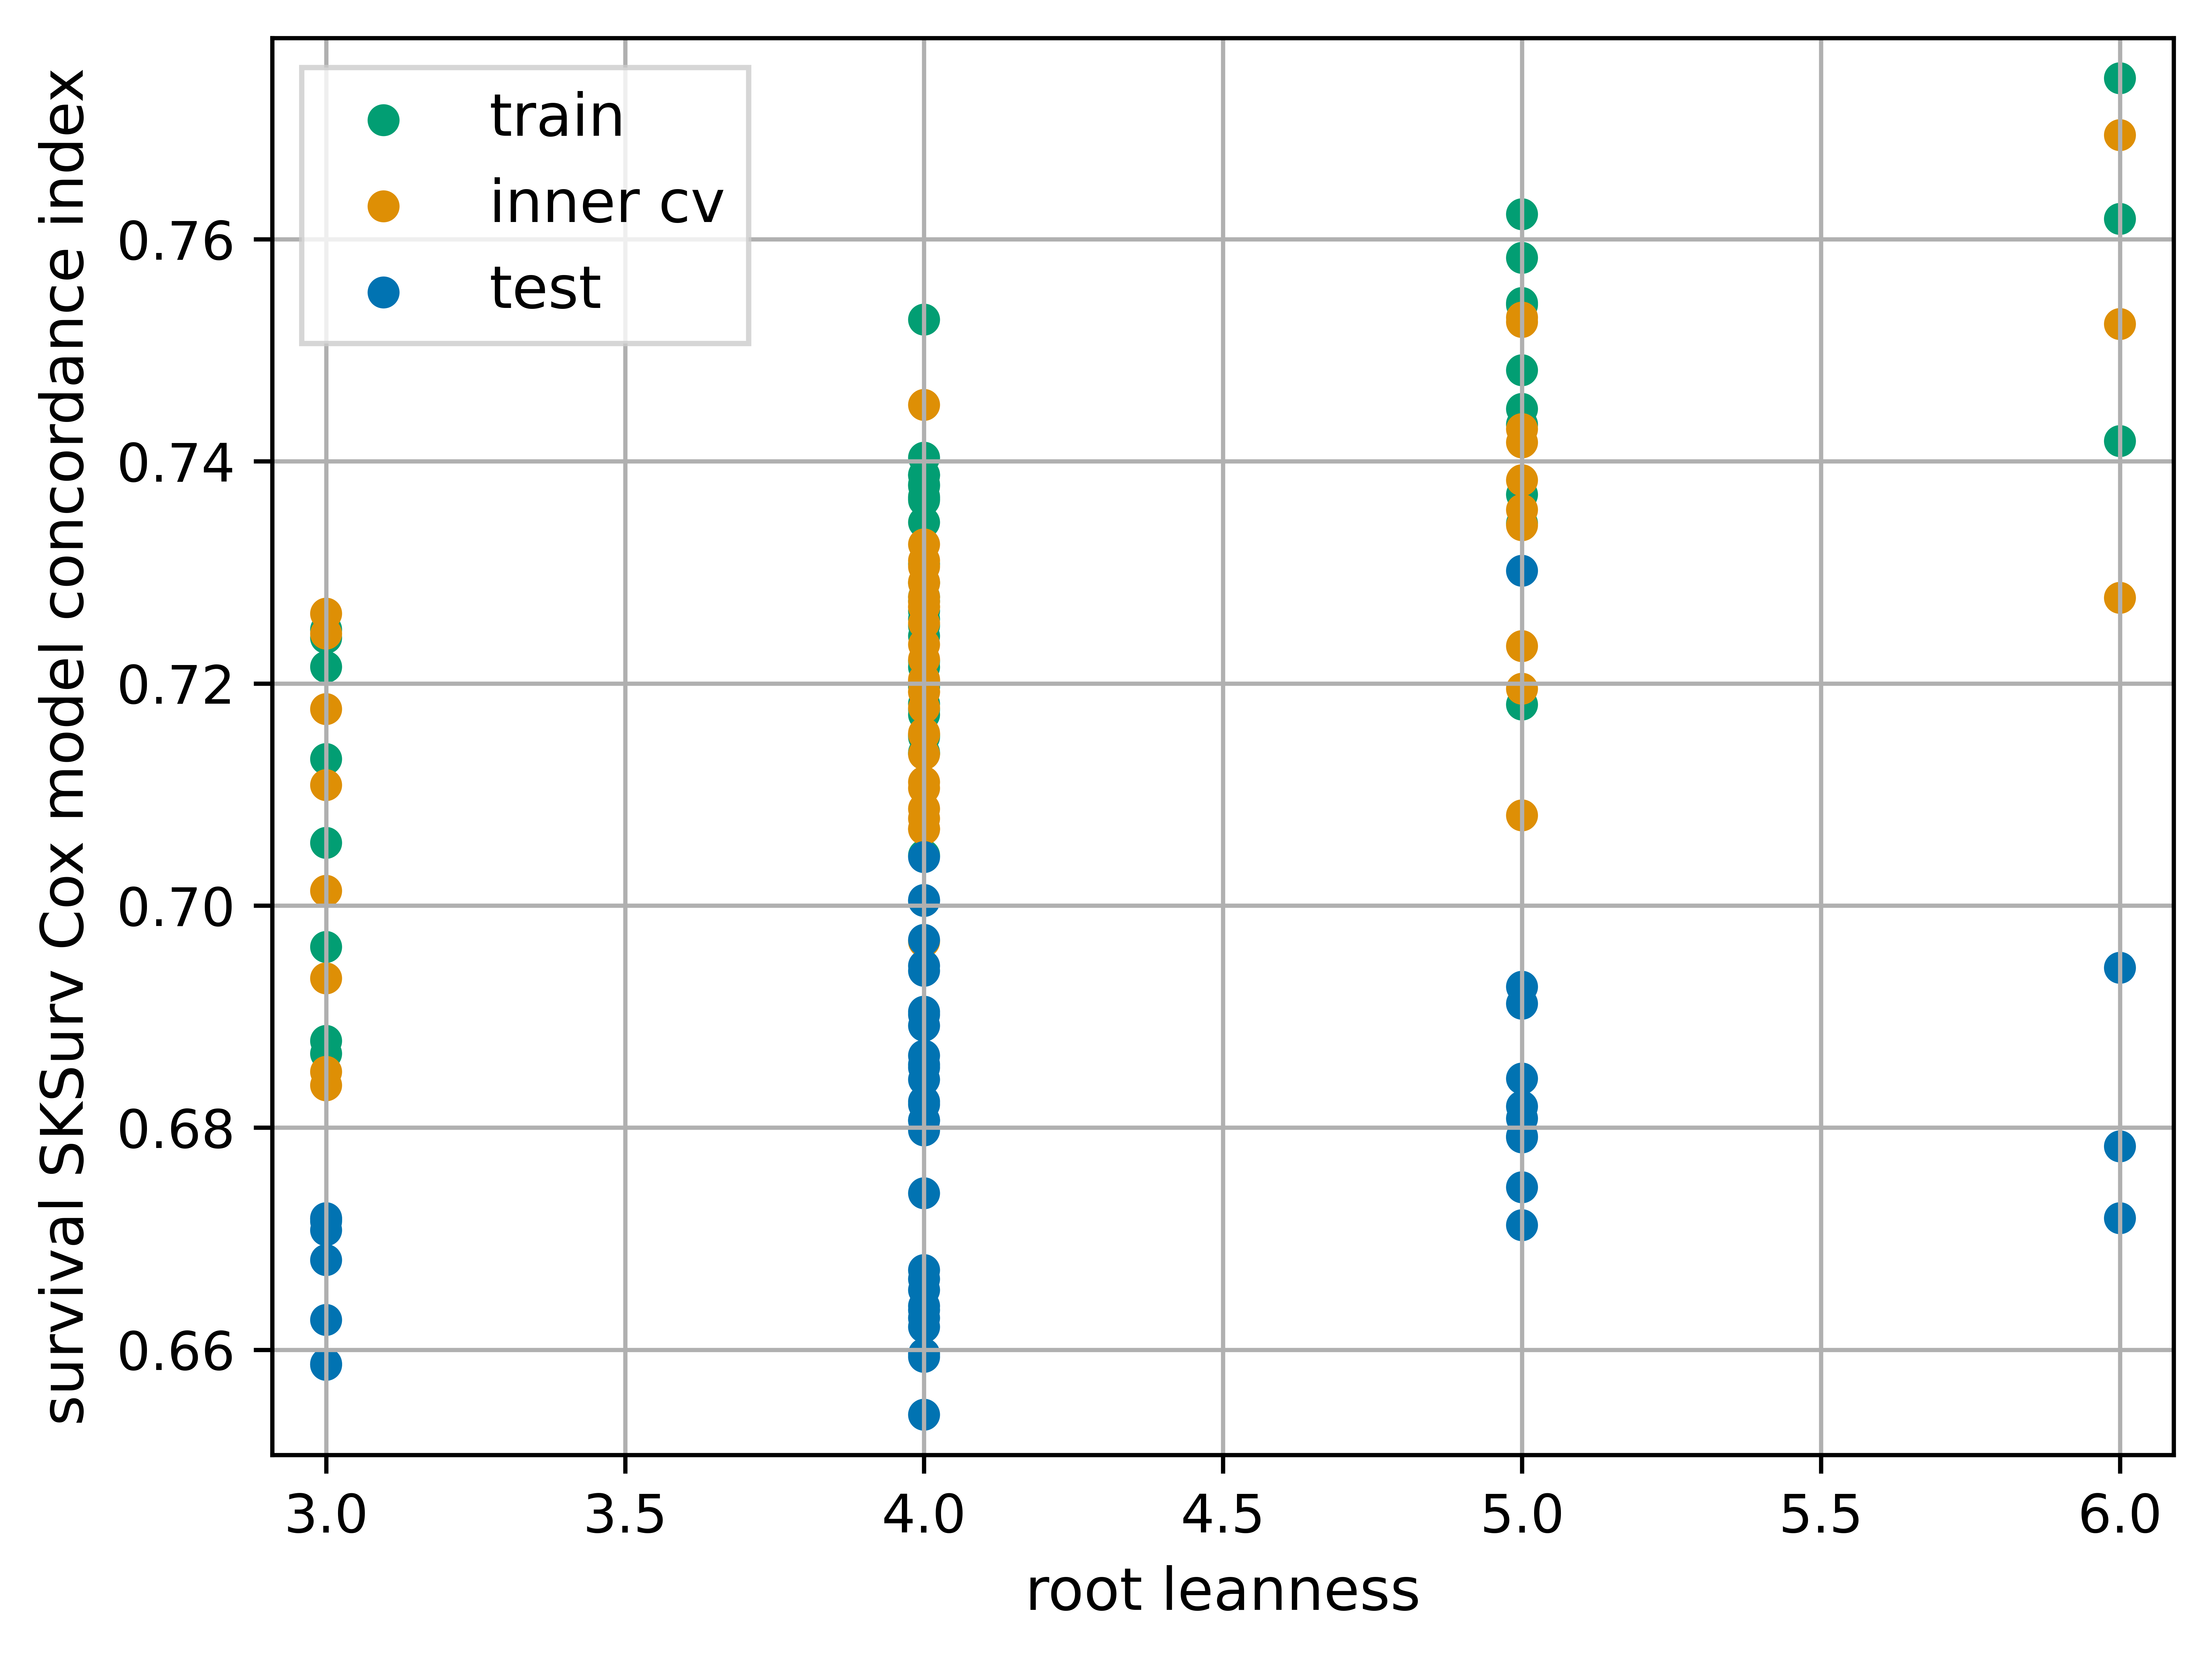 survival SKSurv Cox model concordance index
train
inner cv
test
0.76
0.74
0.72
0.70
0.68
0.66
3.0 3.5 4.0 4.5 5.0 5.5 6.0
root leanness